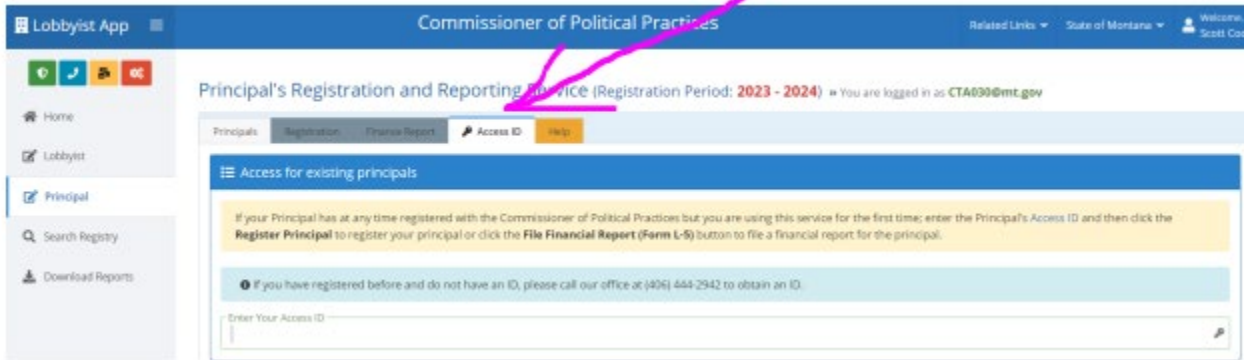 Lobbyist App
Commissioner of Political Practices
Related Links
State of Montana
Welcome,
Scott
Principal's Registration and Reporting Service (Registration Period: 2023 - 2024) » You are logged in as CTA030@mt.gov
Home
Lobbyist
Principal
Search Registry
Download Reports
Principals
Registration
Finance Report
Access ID
Help
Access for existing principals
If your Principal has at any time registered with the Commissioner of Political Practices but you are using this service for the first time; enter the Principal's Access ID and then click the
Register Principal to register your principal or click the File Financial Report (Form L-5) button to file a financial report for the principal.
If you have registered before and do not have an ID, please call our office at (406) 444-2942 to obtain an ID.
Enter Your Access ID